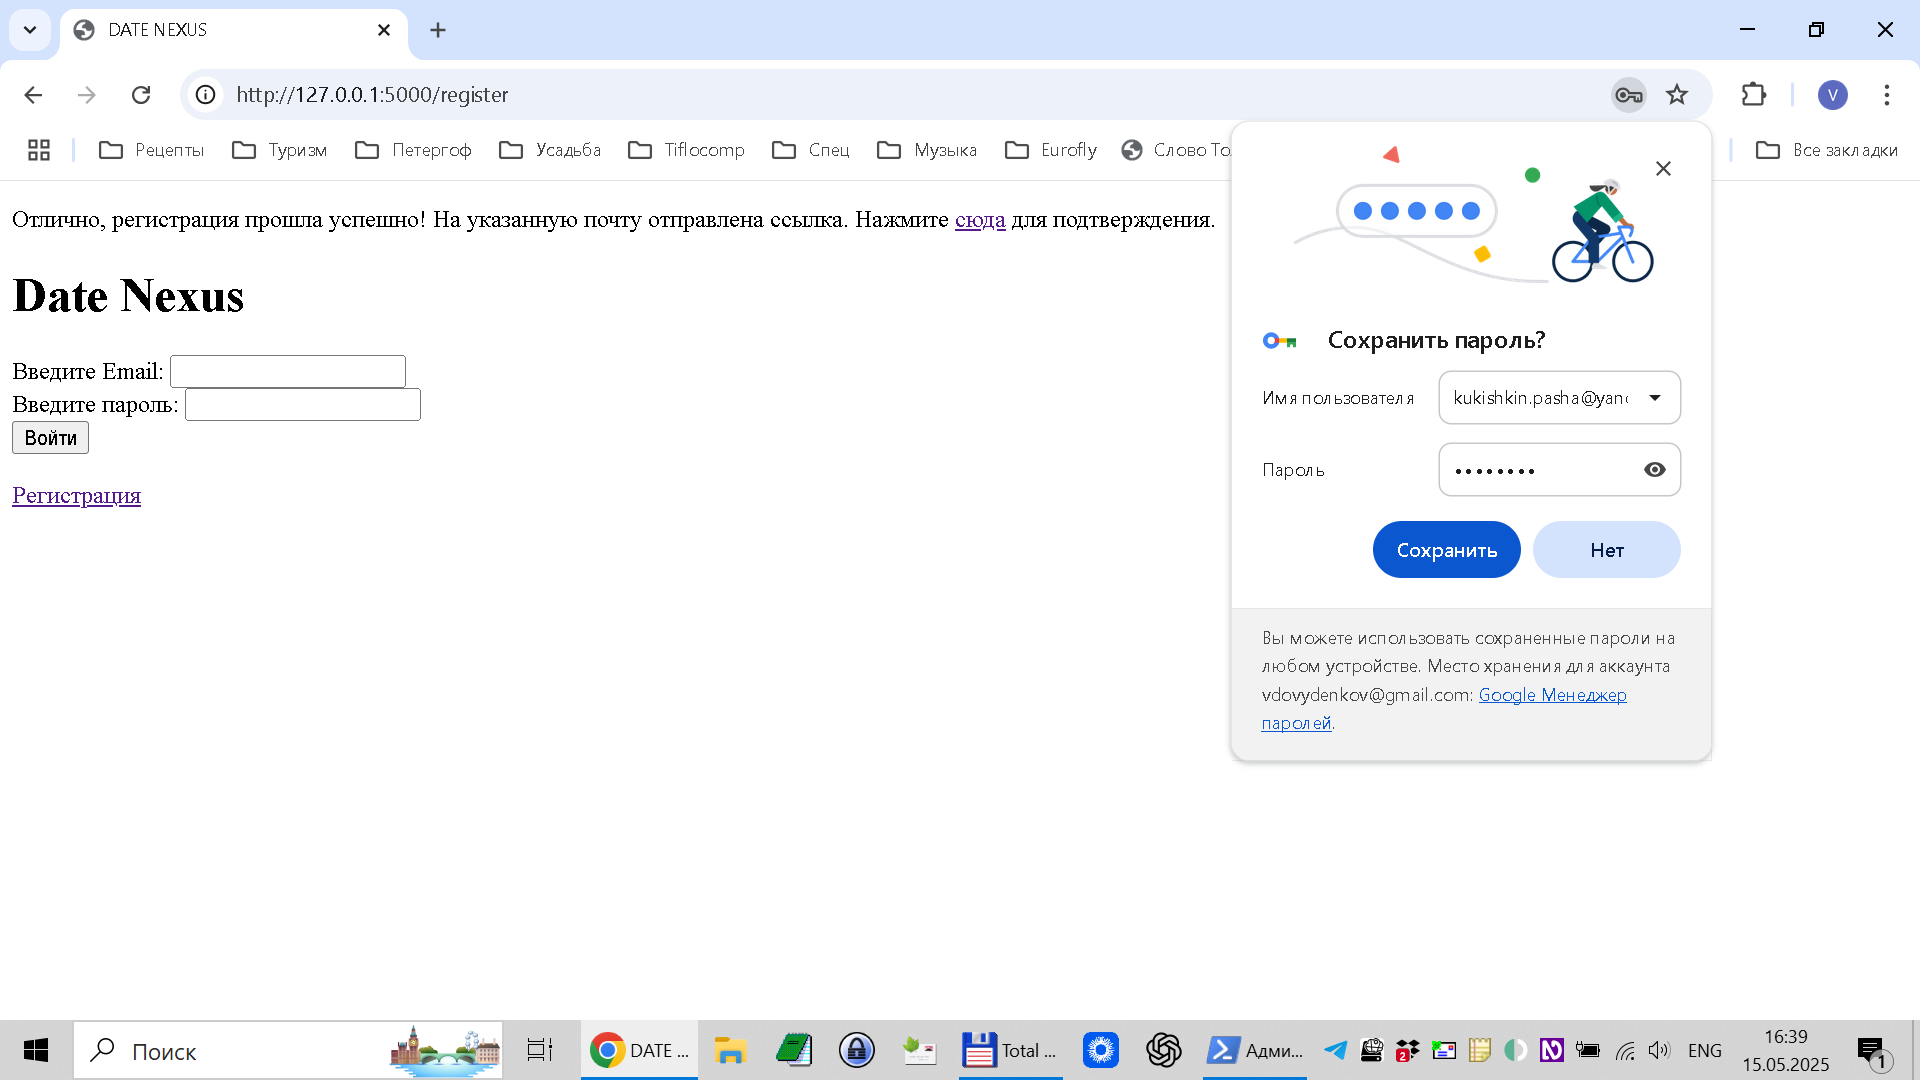 DATE NEXUS
http://127.0.0.1:5000/register
V
Рецепты
Туризм
Петергоф
Усадьба
Tiflocomp
Спец
Музыка
Eurofly
Слово
Все закладки
Отлично, регистрация прошла успешно! На указанную почту отправлена ссылка. Нажмите сюда для подтверждения.
Date Nexus
Введите Email:
Введите пароль:
Войти
Регистрация
Сохранить пароль?
Имя пользователя
kukishkin.pasha@yan
Пароль
Сохранить
Нет
Вы можете использовать сохраненные пароли на
любом устройстве. Место хранения для аккаунта
vdovydenkov@gmail.com: Google Менеджер
паролей.
Поиск
DATE ...
Total ...
Адми...
2
N
ENG
16:39
15.05.2025
1